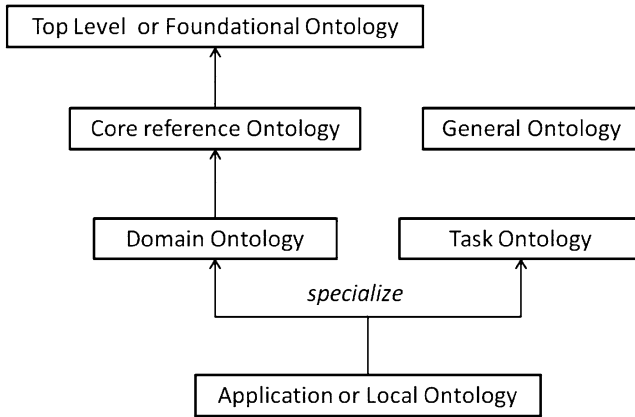 Top Level or Foundational Ontology
Core reference Ontology
General Ontology
Domain Ontology
Task Ontology
specialize
Application or Local Ontology